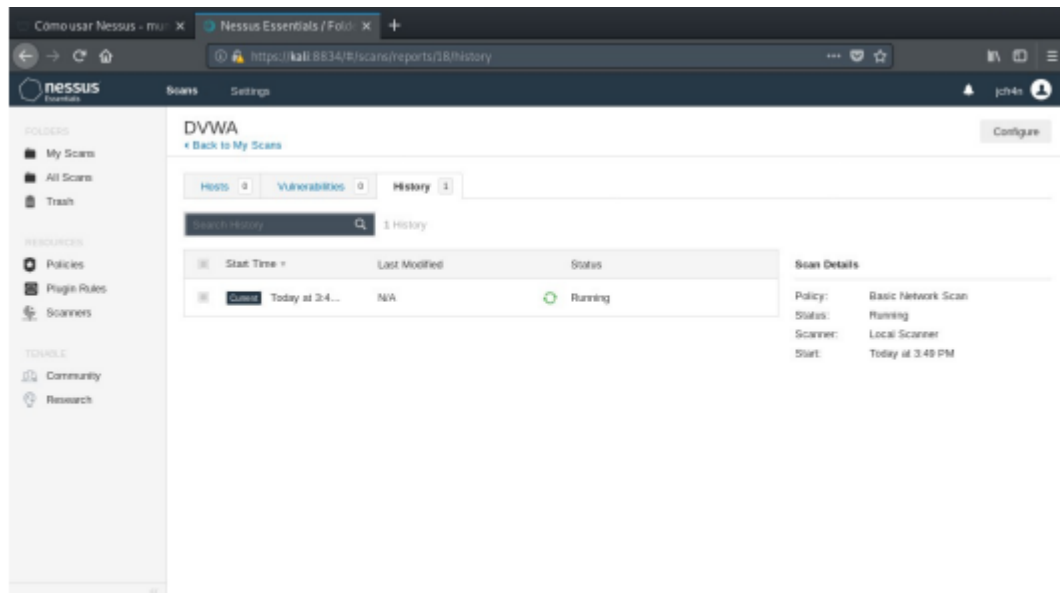 Cómo usar Nessus - mu
Nessus Essentials / Fold
https://kali:8834/#/scans/reports/18/history
nessus
Essentials
Scans
Settings
jch4n
FOLDERS
My Scans
All Scans
Trash
RESOURCES
Policies
Plugin Rules
Scanners
TENABLE
Community
Research
DVWA
Back to My Scans
Configure
Hosts 0
Vulnerabilities 0
History 1
Search History
1 History
Start Time
Last Modified
Status
Current Today at 3:4...
N/A
Running
Scan Details
Policy: Basic Network Scan
Status: Running
Scanner: Local Scanner
Start: Today at 3:49 PM